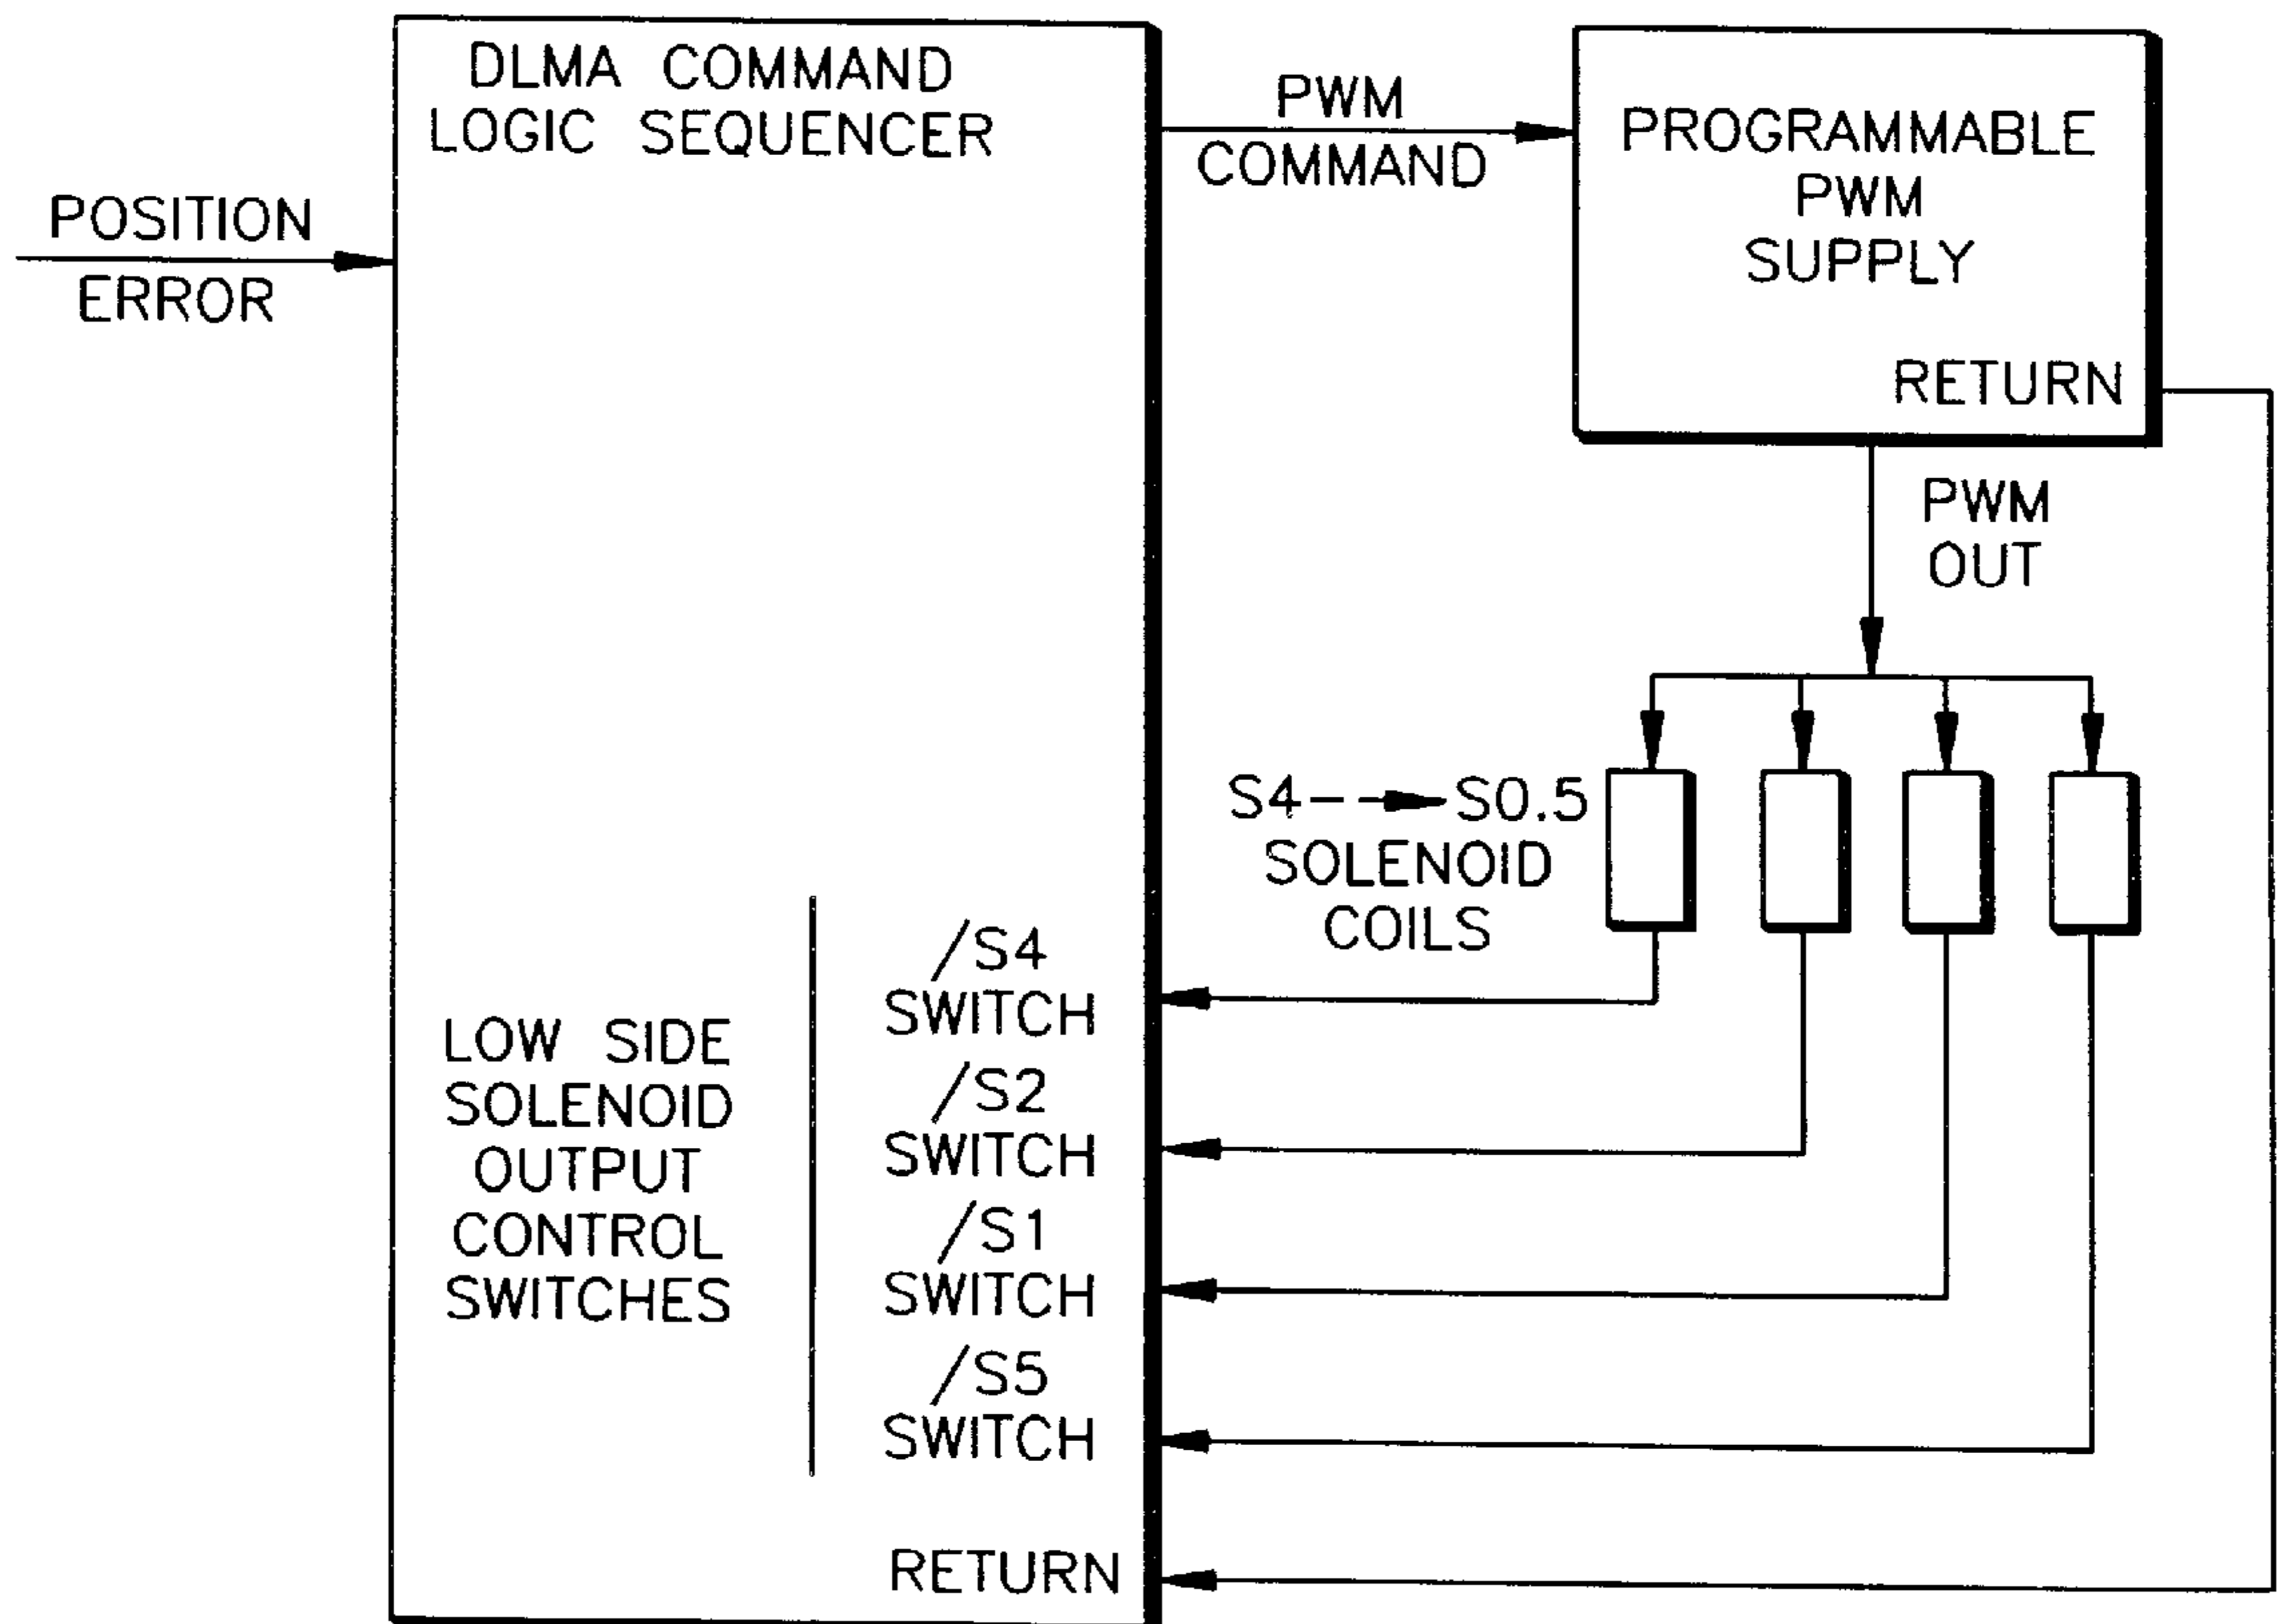 DLMA COMMAND
LOGIC SEQUENCER
POSITION
ERROR
PWM
COMMAND
PROGRAMMABLE
PWM
SUPPLY
RETURN
PWM
OUT
S4 S0.5
SOLENOID
COILS
LOW SIDE
SOLENOID
OUTPUT
CONTROL
SWITCHES
/S4
SWITCH
/S2
SWITCH
/S1
SWITCH
/S5
SWITCH
RETURN